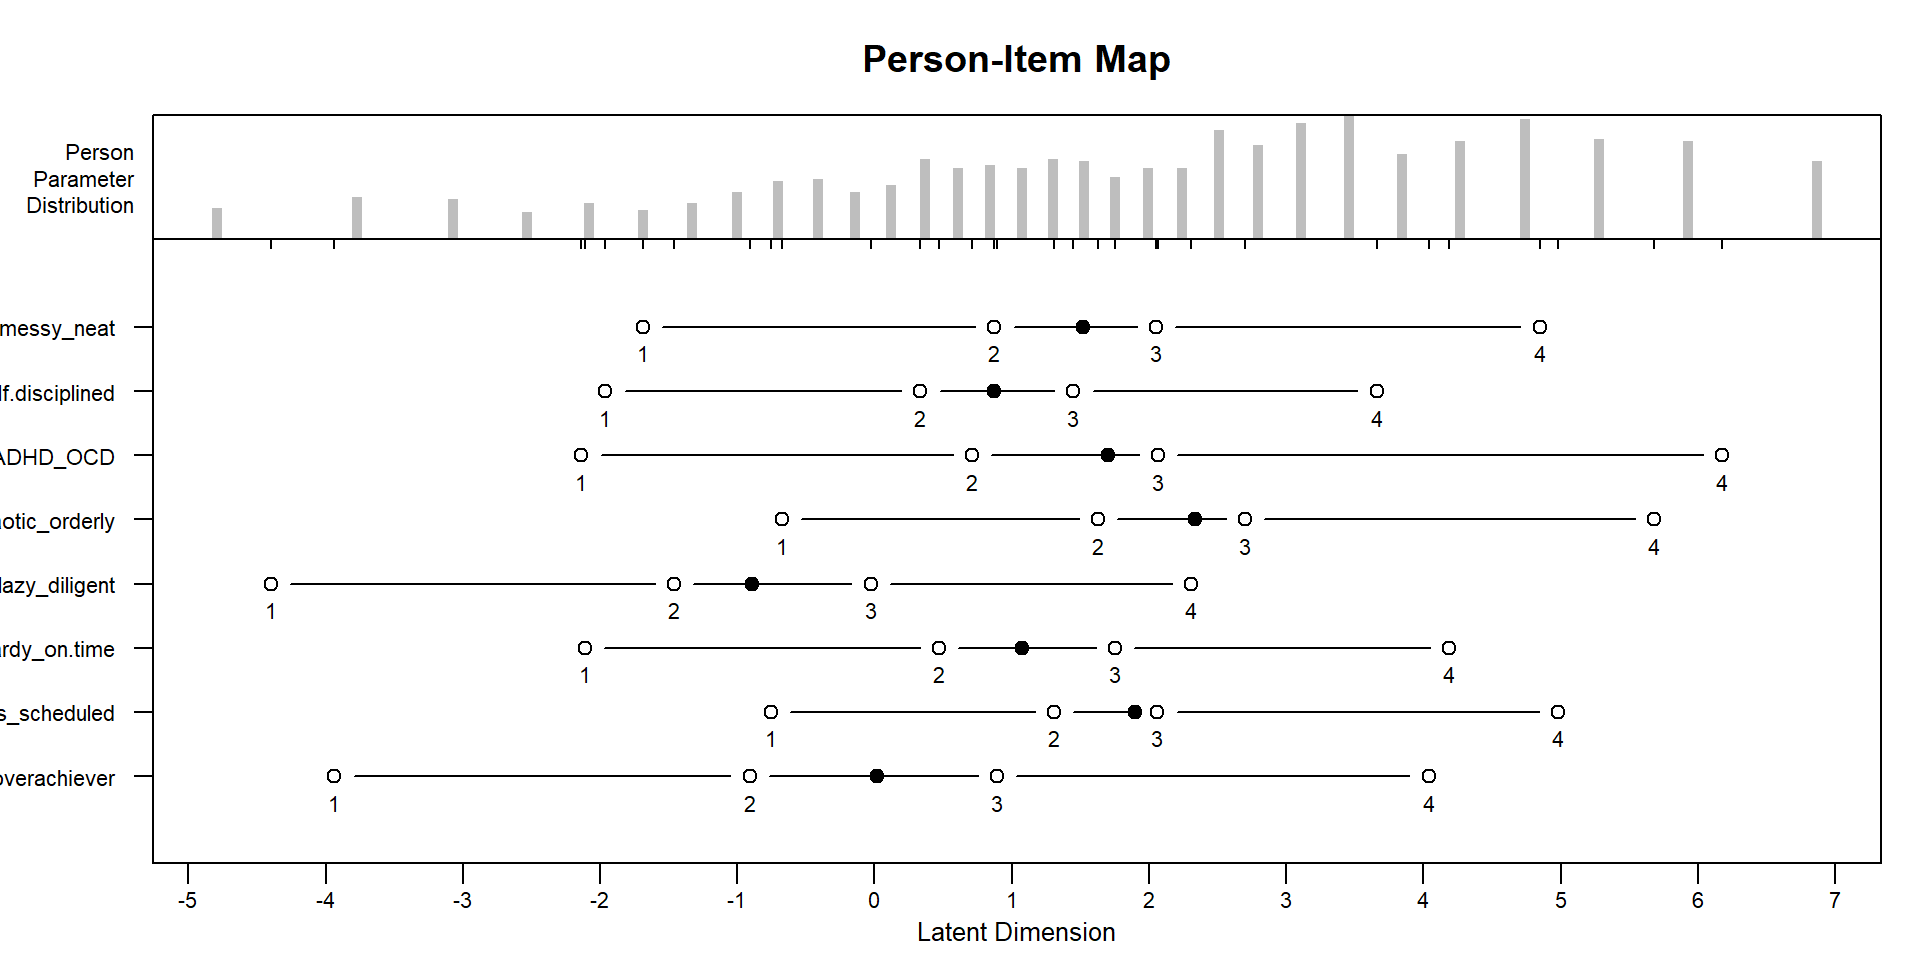 Person-Item Map
Person
Parameter
Distribution
messy_neat
1 2 3 4
lf.disciplined
1 2 3 4
ADHD_OCD
1 2 3 4
aotic_orderly
1 2 3 4
lazy_diligent
1 2 3 4
ardy_on.time
1 2 3 4
s_scheduled
1 2 3 4
overachiever
1 2 3 4
-5 -4 -3 -2 -1 0 1 2 3 4 5 6 7
Latent Dimension